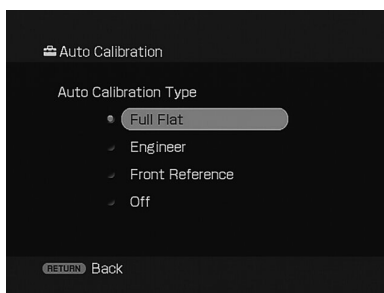 Auto Calibration
Auto Calibration Type
Full Flat
Engineer
Front Reference
Off
RETURN Back